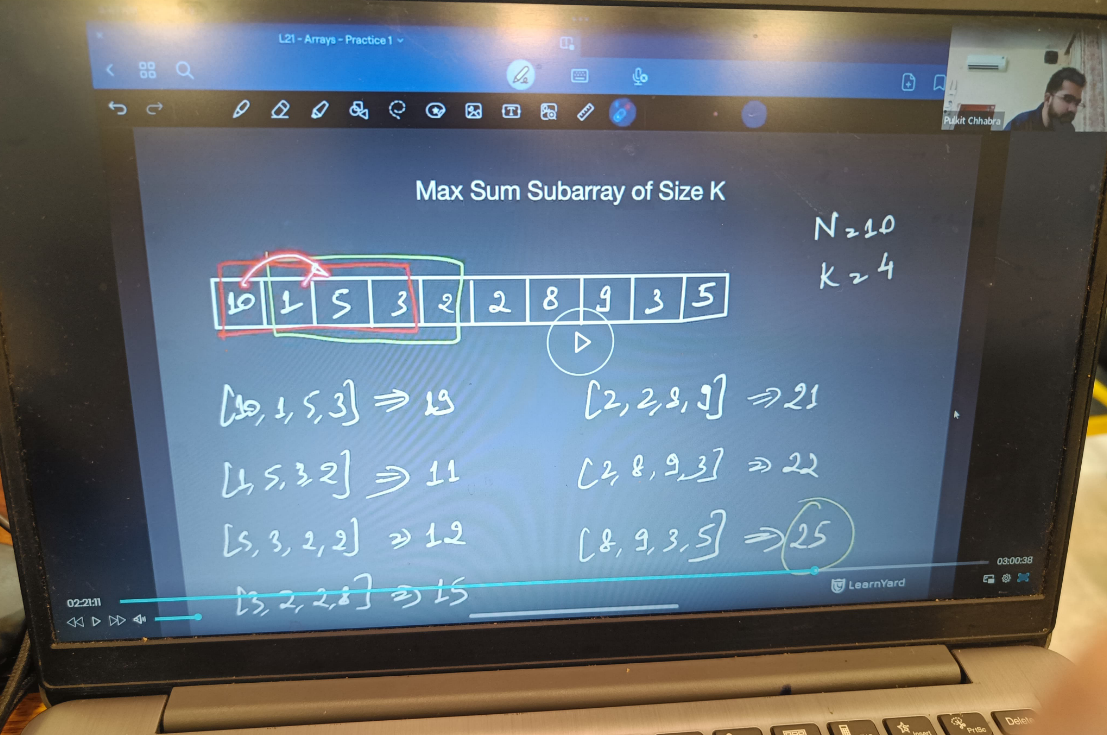 L21 - Arrays - Practice 1
Pulkit Chhabra
Max Sum Subarray of Size K
N=10
K=4
10 1 5 3 2 2 8 9 3 5
[10, 1, 5, 3] ⇒ 19
[2, 2, 8, 9] ⇒ 21
[1, 5, 3, 2] ⇒ 11
[2, 8, 9, 3] ⇒ 22
[5, 3, 2, 2] ⇒ 12
[8, 9, 3, 5] ⇒ 25
[3, 2, 2, 8] ⇒ 15
03:00:38
LearnYard
02:21:11
Insert
PrtSc
Delete